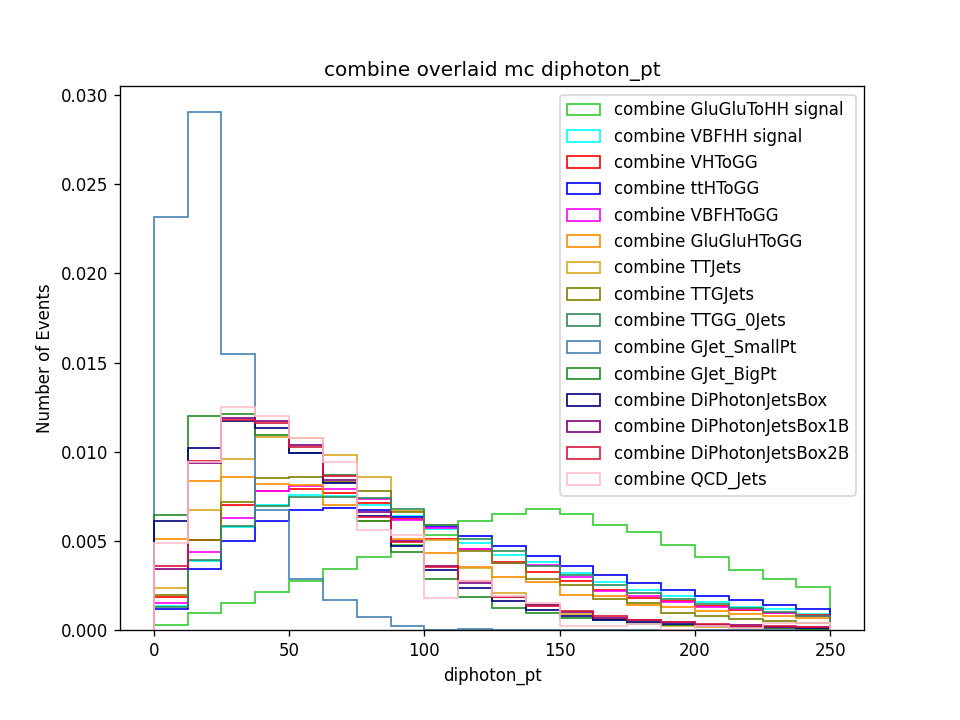 combine overlaid mc diphoton_pt
0.030
0.025
0.020
0.015
0.010
0.005
0.000
Number of Events
0
50
100
150
200
250
diphoton_pt
combine GluGluToHH signal
combine VBFHH signal
combine VHToGG
combine ttHToGG
combine VBFHToGG
combine GluGluHToGG
combine TTJets
combine TTGJets
combine TTGG_0Jets
combine GJet_SmallPt
combine GJet_BigPt
combine DiPhotonJetsBox
combine DiPhotonJetsBox1B
combine DiPhotonJetsBox2B
combine QCD_Jets